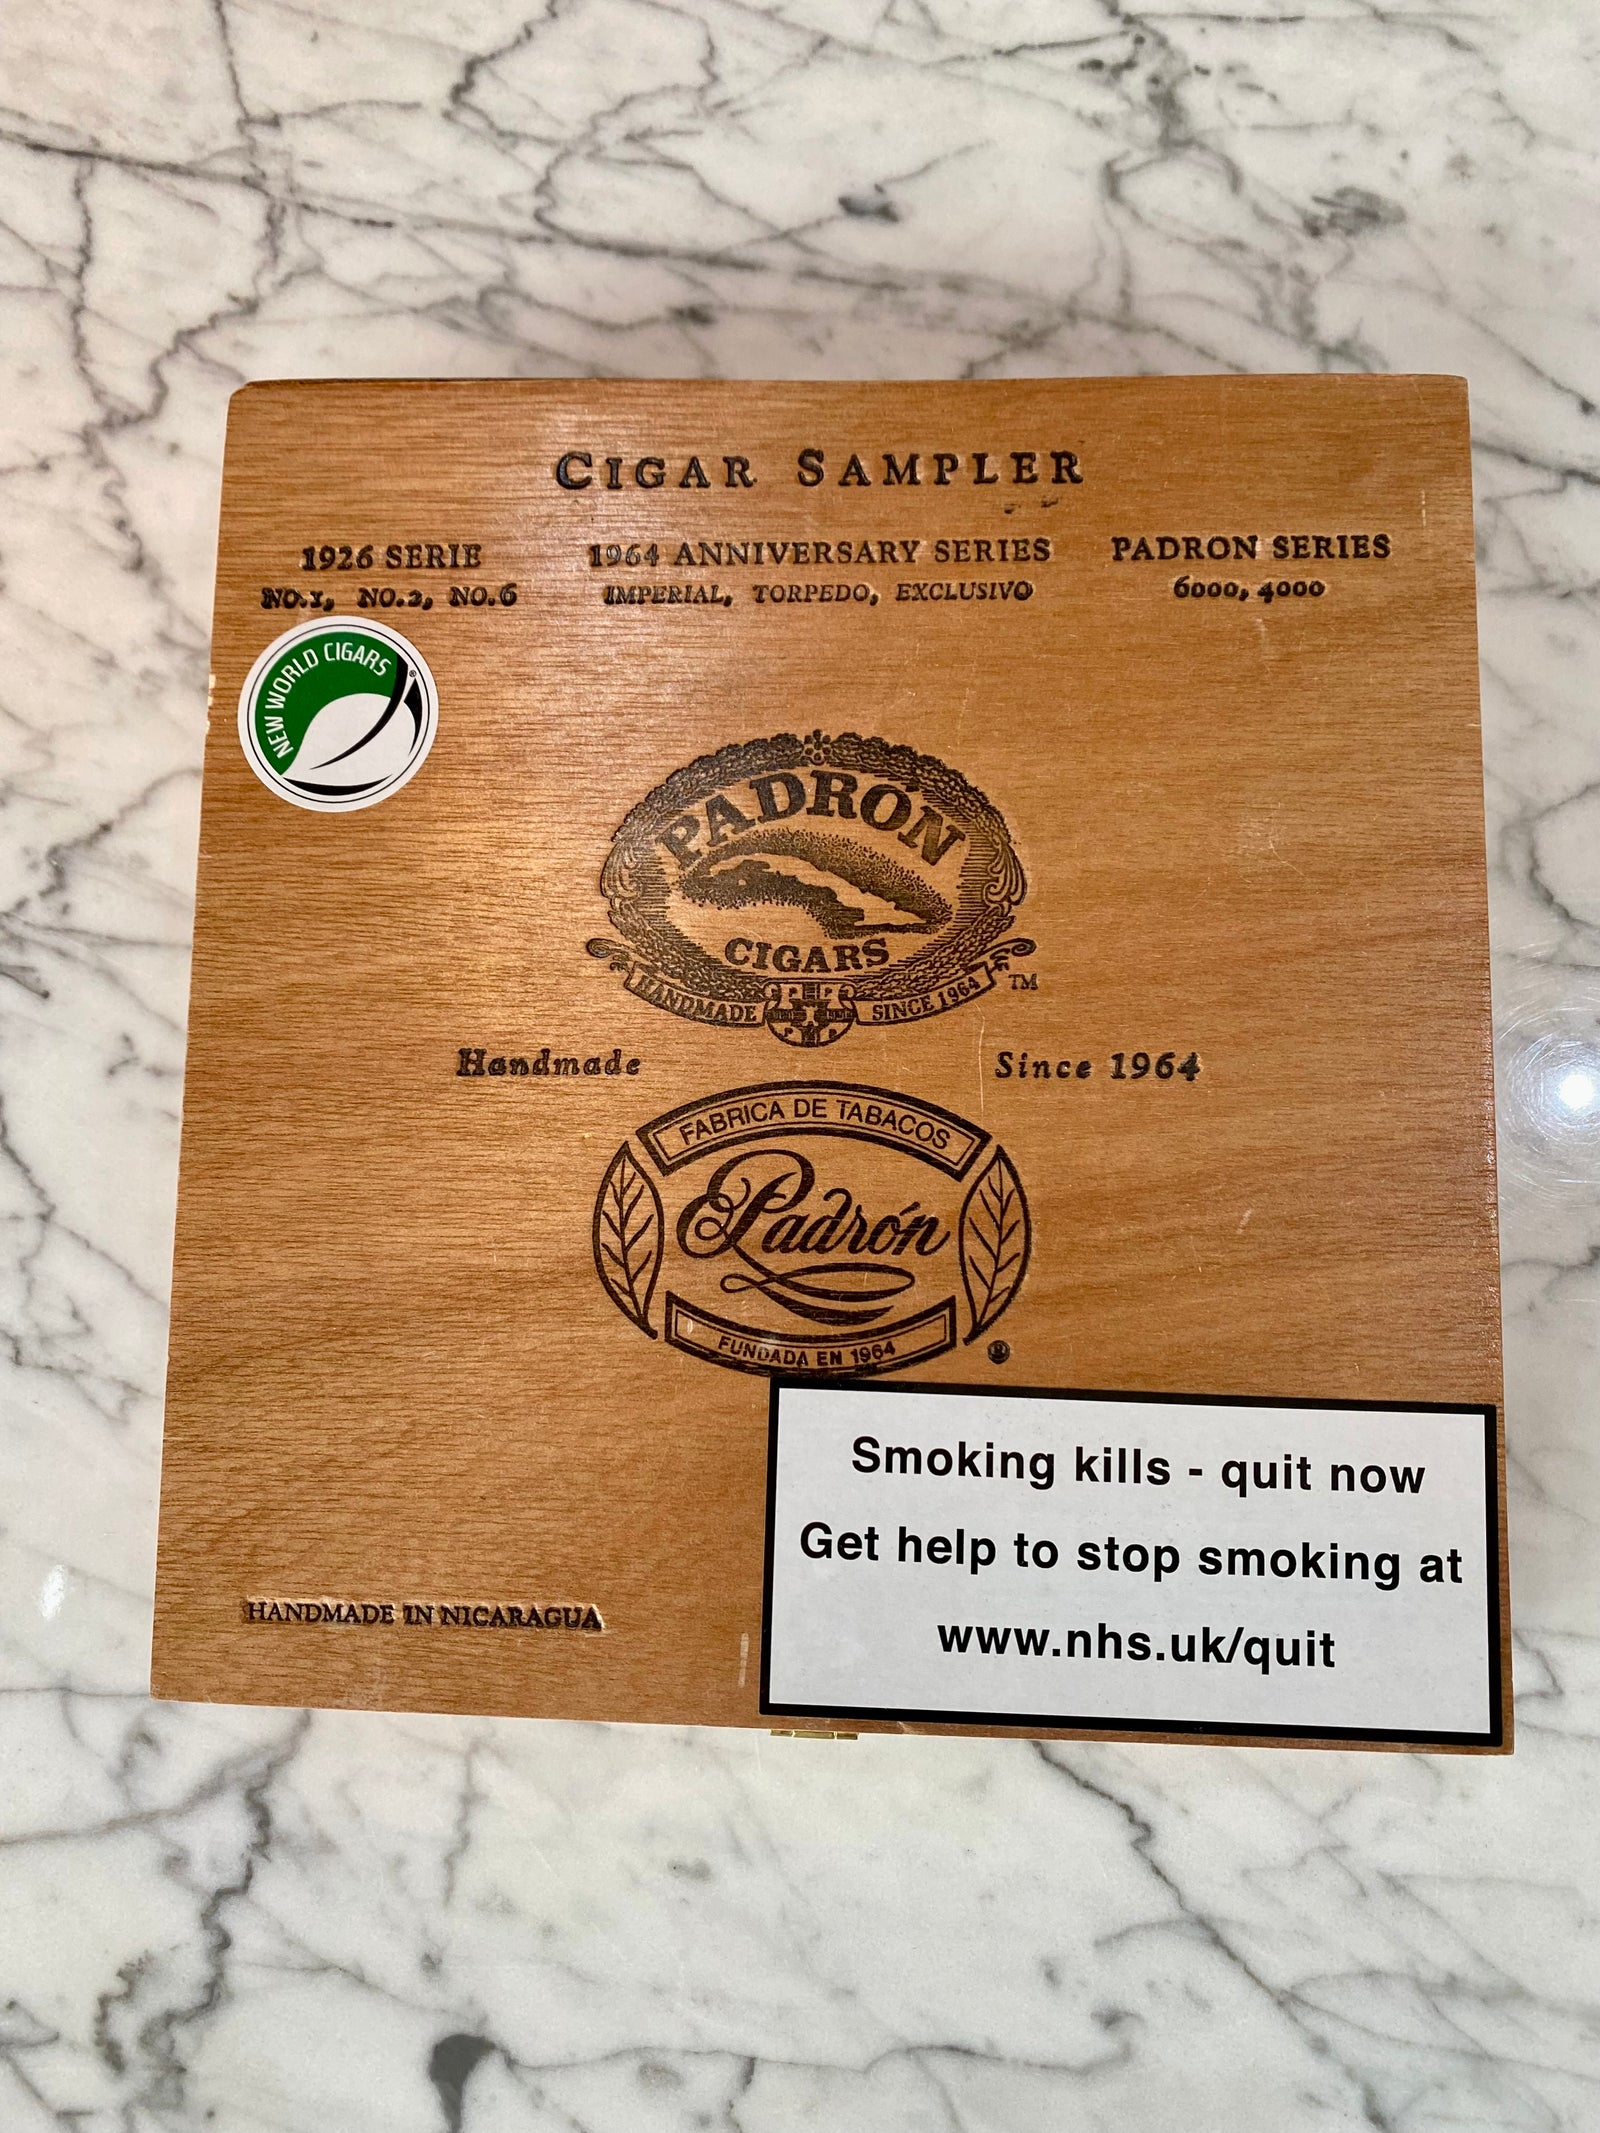 CIGAR SAMPLER
1926 SERIE
NO.1, NO.2, NO.6
1964 ANNIVERSARY SERIES
IMPERIAL, TORPEDO, EXCLUSIVO
PADRON SERIES
6000, 4000
NEW WORLD CIGARS ®
PADRÓN
CIGARS
HANDMADE SINCE 1964 TM
Handmade Since 1964
FABRICA DE TABACOS
Padrón
FUNDADA EN 1964 ®
Smoking kills - quit now
Get help to stop smoking at
www.nhs.uk/quit
HANDMADE IN NICARAGUA